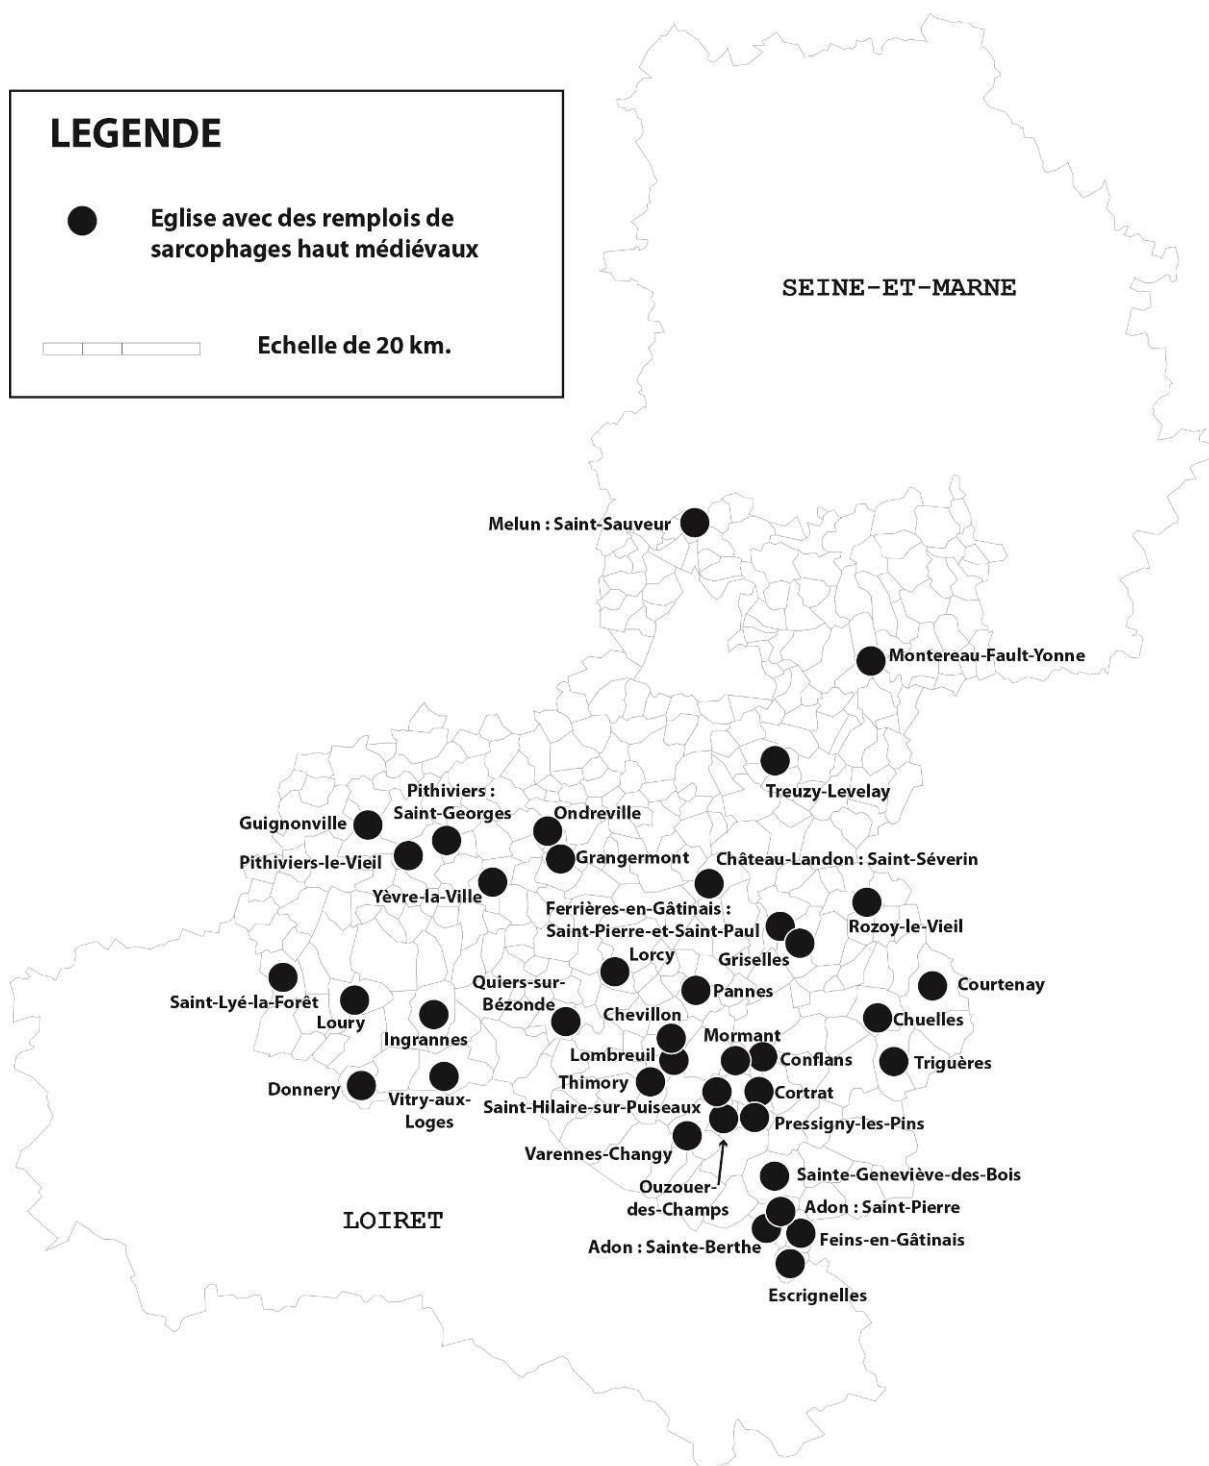 LEGENDE
Eglise avec des remplois de
sarcophages haut médiévaux
Echelle de 20 km.
SEINE-ET-MARNE
Melun : Saint-Sauveur
Montereau-Fault-Yonne
Treuzy-Levelay
Pithiviers :
Saint-Georges
Ondreville
Guignonville
Pithiviers-le-Vieil
Grangermont
Château-Landon : Saint-Séverin
Yèvre-la-Ville
Ferrières-en-Gâtinais :
Saint-Pierre-et-Saint-Paul
Rozoy-le-Vieil
Griselles
Lorcy
Quiers-sur-
Bézonde
Pannes
Courtenay
Saint-Lyé-la-Forêt
Loury
Ingrannes
Chevillon
Chuelles
Mormant
Lombreuil
Conflans
Triguères
Thimory
Donnery
Vitry-aux-
Loges
Cortrat
Saint-Hilaire-sur-Puiseaux
Pressigny-les-Pins
Varennes-Changy
Sainte-Geneviève-des-Bois
Ouzouer-
des-Champs
Adon : Saint-Pierre
LOIRET
Feins-en-Gâtinais
Adon : Sainte-Berthe
Escrignelles